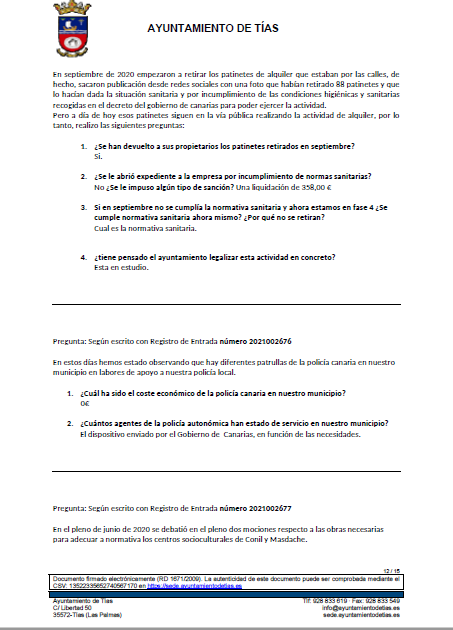 AYUNTAMIENTO DE TÍAS
En septiembre de 2020 empezaron a retirar los patinetes de alquiler que estaban por las calles, de
hecho, sacaron publicación desde redes sociales con una foto que habían retirado 88 patinetes y que
lo hacían dada la situación sanitaria y por incumplimiento de las condiciones higiénicas y sanitarias
recogidas en el decreto del gobierno de canarias para poder ejercer la actividad.
Pero a día de hoy esos patinetes siguen en la vía pública realizando la actividad de alquiler, por lo
tanto, realizo las siguientes preguntas:
1. ¿Se han devuelto a sus propietarios los patinetes retirados en septiembre?
Si.
2. ¿Se le abrió expediente a la empresa por incumplimiento de normas sanitarias?
No ¿Se le impuso algún tipo de sanción? Una liquidación de 358,00 €
3. Si en septiembre no se cumplía la normativa sanitaria y ahora estamos en fase 4 ¿Se
cumple normativa sanitaria ahora mismo? ¿Por qué no se retiran?
Cual es la normativa sanitaria.
4. ¿tiene pensado el ayuntamiento legalizar esta actividad en concreto?
Esta en estudio.
Pregunta: Según escrito con Registro de Entrada número 2021002676
En estos días hemos estado observando que hay diferentes patrullas de la policía canaria en nuestro
municipio en labores de apoyo a nuestra policía local.
1. ¿Cuál ha sido el coste económico de la policía canaria en nuestro municipio?
0€
2. ¿Cuántos agentes de la policía autonómica han estado de servicio en nuestro municipio?
El dispositivo enviado por el Gobierno de Canarias, en función de las necesidades.
Pregunta: Según escrito con Registro de Entrada número 2021002677
En el pleno de junio de 2020 se debatió en el pleno dos mociones respecto a las obras necesarias
para adecuar a normativa los centros socioculturales de Conil y Masdache.
12 / 15
Documento firmado electrónicamente (RD 1671/2009). La autenticidad de este documento puede ser comprobada mediante el
CSV: 13522335652740567170 en https://sede.ayuntamientodetias.es
Ayuntamiento de Tías Tlf: 928 833 619 · Fax: 928 833 549
C/ Libertad 50 info@ayuntamientodetias.es
35572-Tías (Las Palmas) sede.ayuntamientodetias.es